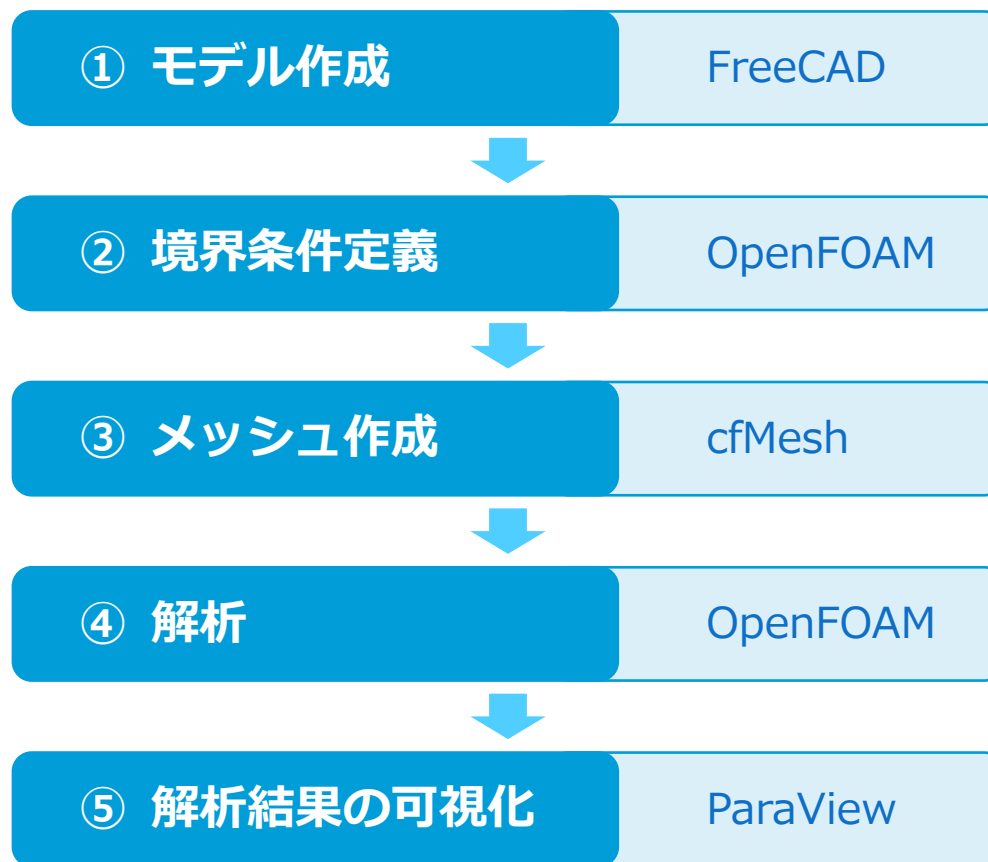 ① モデル作成 FreeCAD
② 境界条件定義 OpenFOAM
③ メッシュ作成 cfMesh
④ 解析 OpenFOAM
⑤ 解析結果の可視化 ParaView